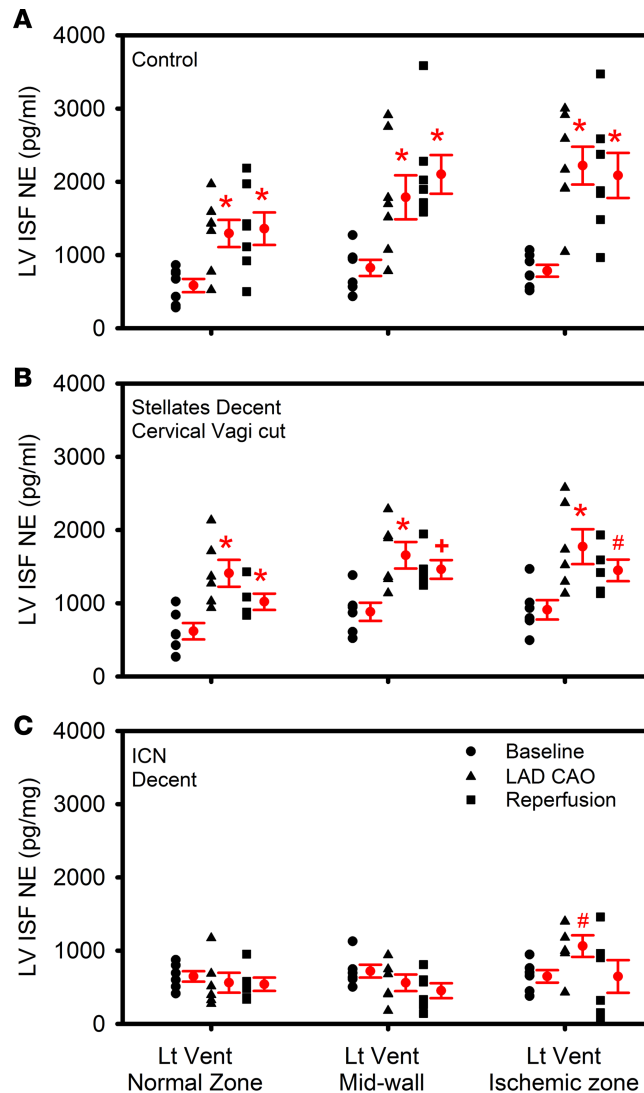 A
LV ISF NE (pg/ml)
4000
3000
2000
1000
0
Control
*
*
*
*
*
*
B
LV ISF NE (pg/ml)
4000
3000
2000
1000
0
Stellates Decent
Cervical Vagi cut
*
*
*
+
*
#
C
LV ISF NE (pg/mg)
4000
3000
2000
1000
0
ICN
Decent
Baseline
LAD CAO
Reperfusion
#
Lt Vent
Normal Zone
Lt Vent
Mid-wall
Lt Vent
Ischemic zone